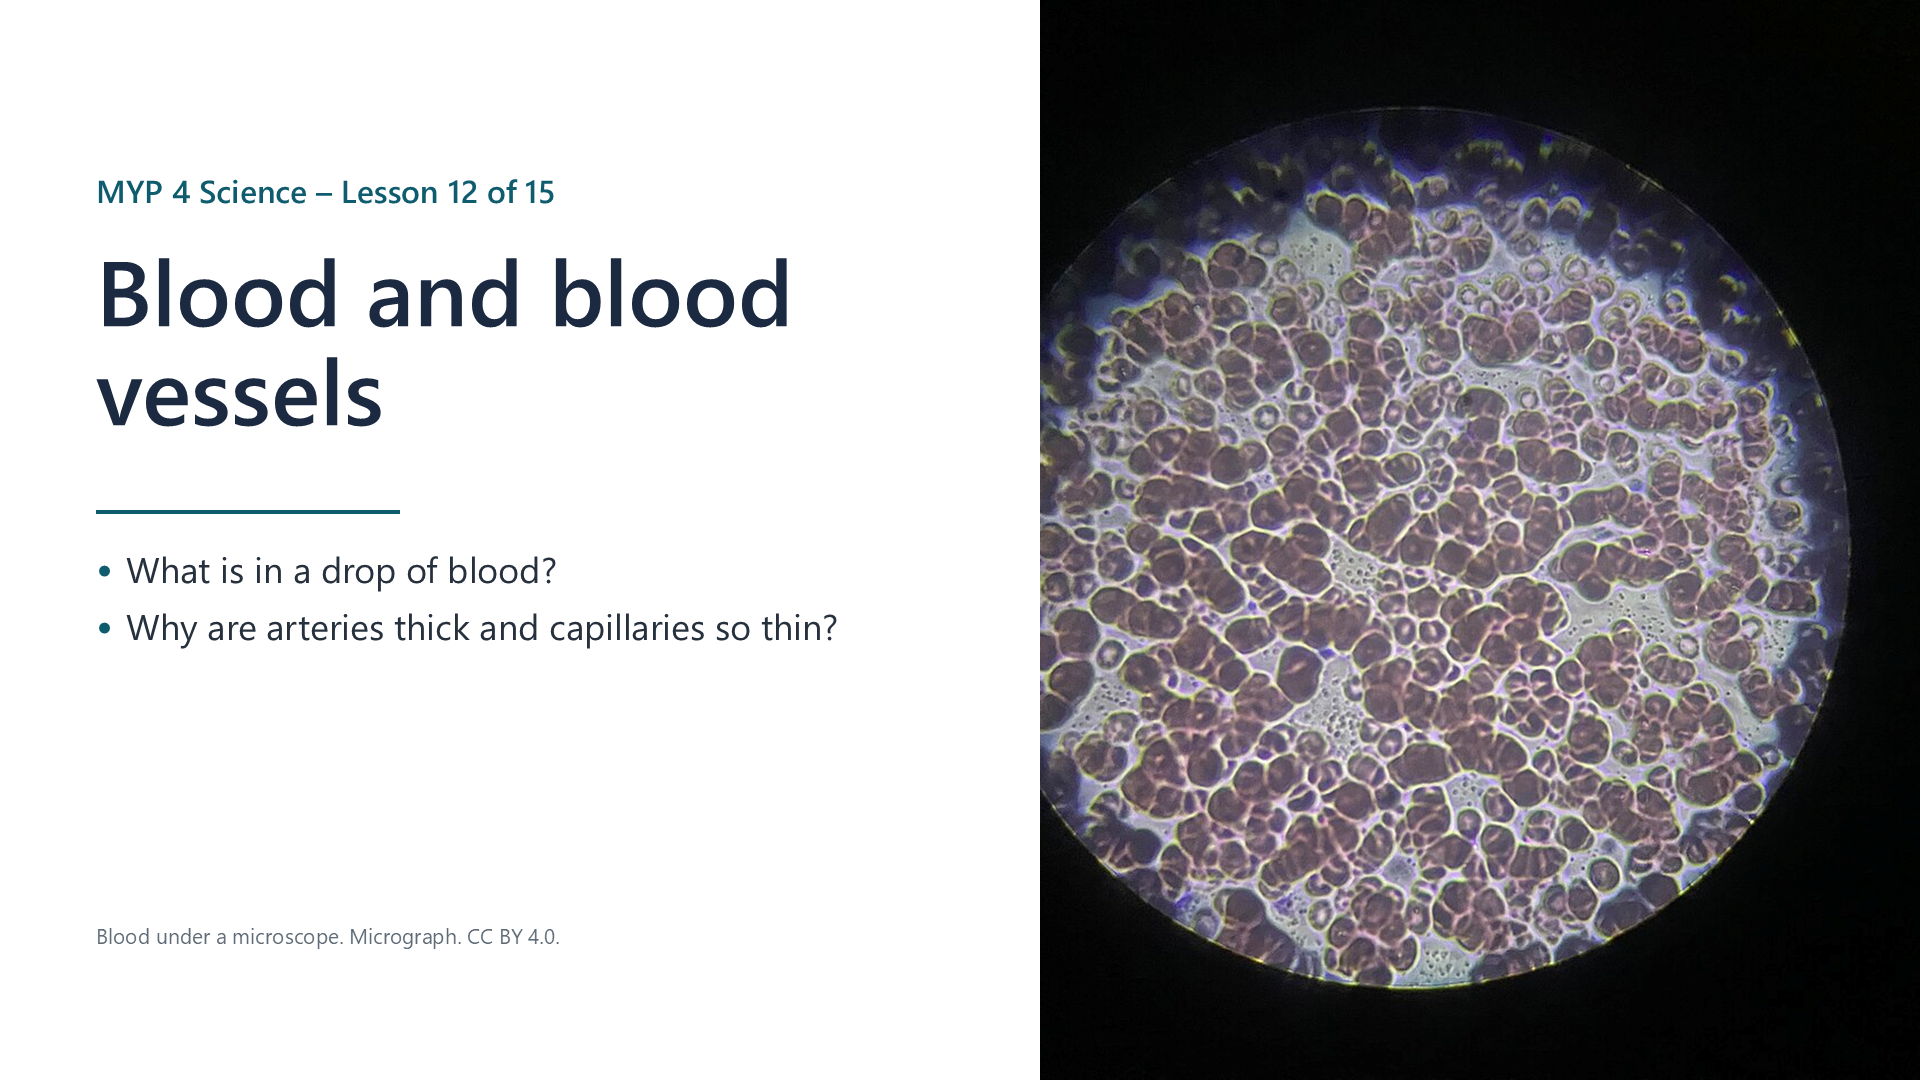 MYP 4 Science – Lesson 12 of 15
Blood and blood
vessels
• What is in a drop of blood?
• Why are arteries thick and capillaries so thin?
Blood under a microscope. Micrograph. CC BY 4.0.